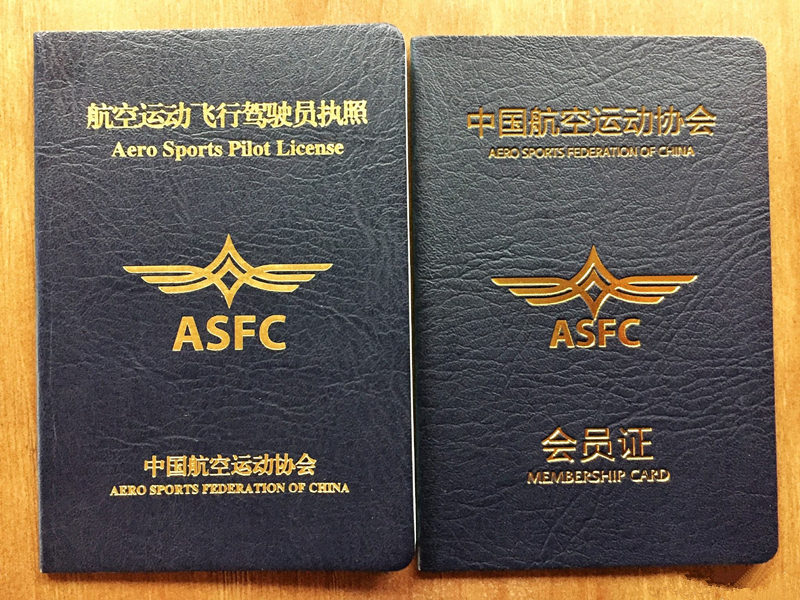 航空运动飞行驾驶员执照
Aero Sports Pilot License
ASFC
中国航空运动协会
AERO SPORTS FEDERATION OF CHINA
中国航空运动协会
AERO SPORTS FEDERATION OF CHINA
ASFC
会员证
MEMBERSHIP CARD